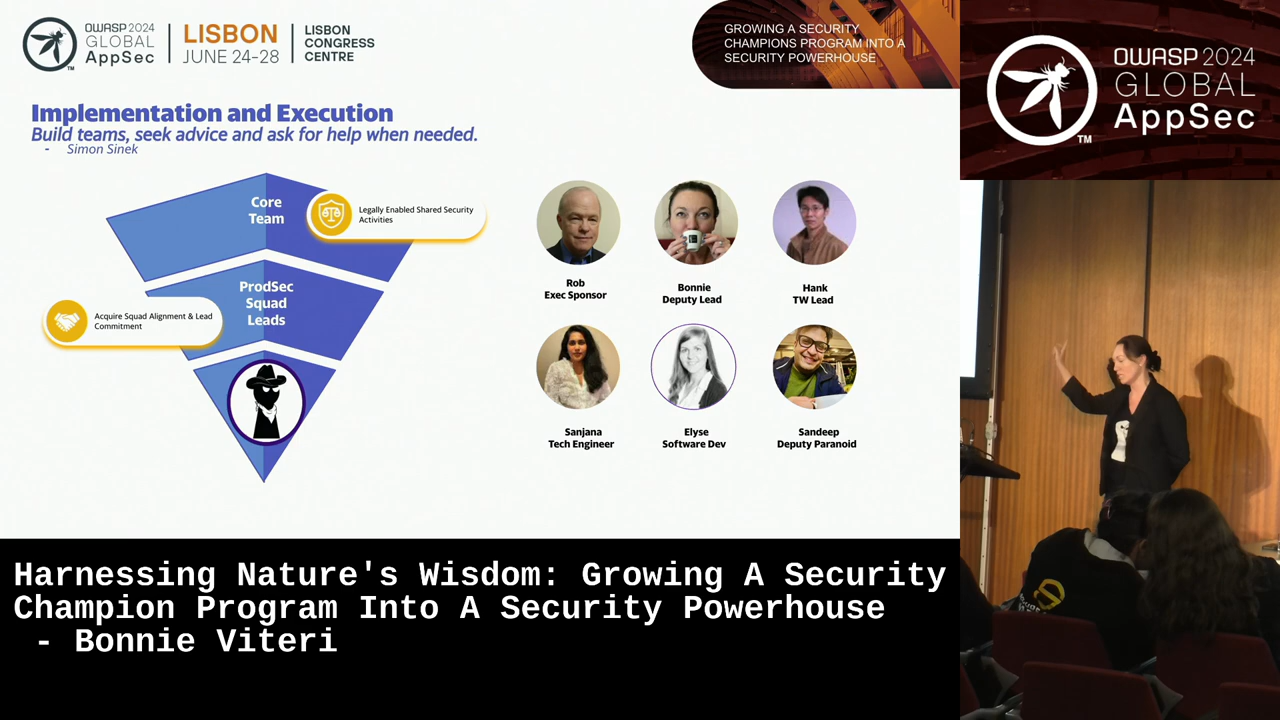 OWASP 2024
GLOBAL
AppSec
LISBON
JUNE 24-28
LISBON
CONGRESS
CENTRE
GROWING A SECURITY
CHAMPIONS PROGRAM INTO A
SECURITY POWERHOUSE
OWASP 2024
GLOBAL
AppSec
TM
TM
Implementation and Execution
Build teams, seek advice and ask for help when needed.
- Simon Sinek
Core
Team
Legally Enabled Shared Security
Activities
ProdSec
Squad
Leads
Acquire Squad Alignment & Lead
Commitment
Rob
Exec Sponsor
Bonnie
Deputy Lead
Hank
TW Lead
Sanjana
Tech Engineer
Elyse
Software Dev
Sandeep
Deputy Paranoid
Harnessing Nature's Wisdom: Growing A Security
Champion Program Into A Security Powerhouse
- Bonnie Viteri